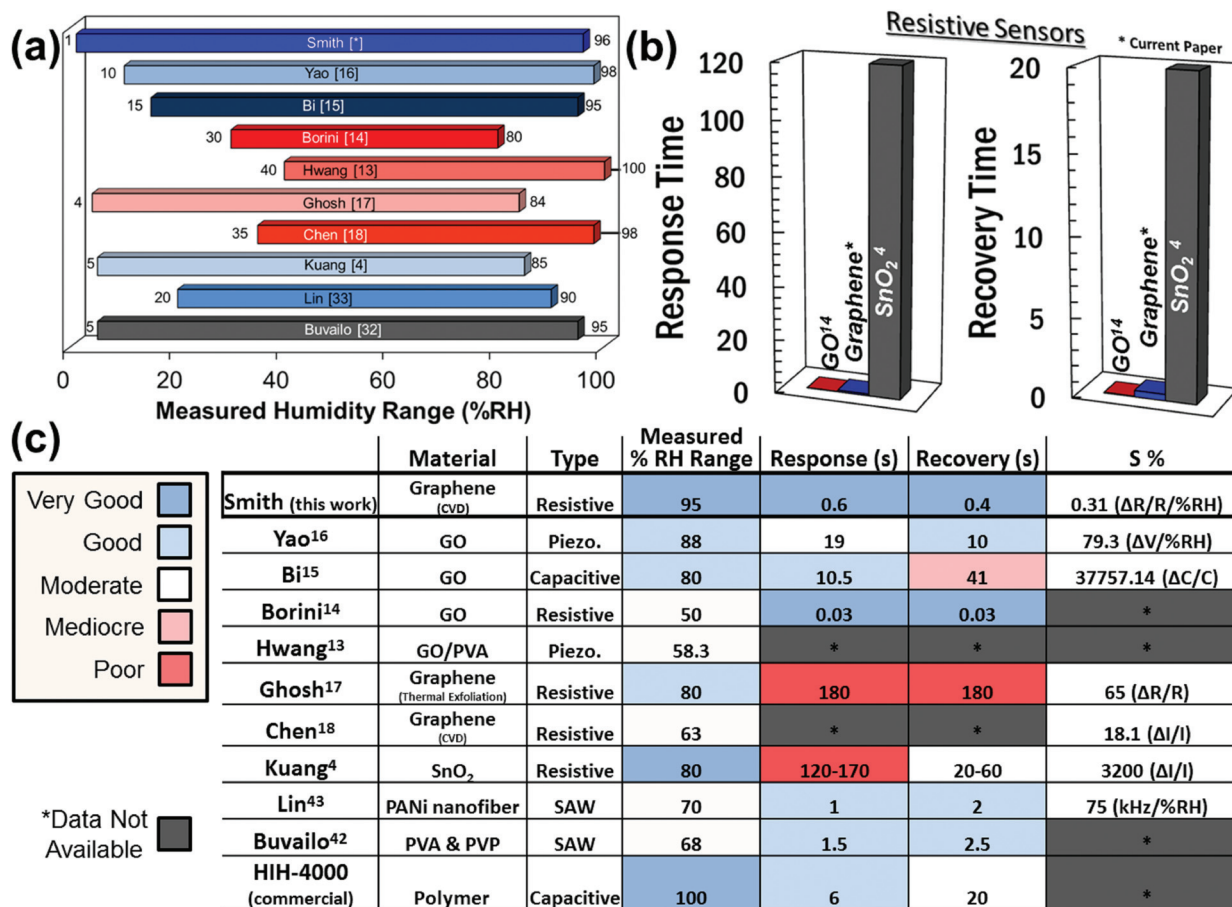 (a)
1 Smith [*] 96
10 Yao [16] 98
15 Bi [15] 95
30 Borini [14] 80
40 Hwang [13] 100
4 Ghosh [17] 84
35 Chen [18] 98
5 Kuang [4] 85
20 Lin [33] 90
5 Buvailo [32] 95
0 20 40 60 80 100
Measured Humidity Range (%RH)
(b)
Resistive Sensors
* Current Paper
Response Time
120
100
80
60
40
20
0
GO¹⁴
Graphene*
SnO₂ ⁴
Recovery Time
20
15
10
5
0
GO¹⁴
Graphene*
SnO₂ ⁴
(c)
Very Good
Good
Moderate
Mediocre
Poor
*Data Not
Available
Material Type Measured % RH Range Response (s) Recovery (s) S %
Smith (this work) Graphene (CVD) Resistive 95 0.6 0.4 0.31 (ΔR/R/%RH)
Yao¹⁶ GO Piezo. 88 19 10 79.3 (ΔV/%RH)
Bi¹⁵ GO Capacitive 80 10.5 41 37757.14 (ΔC/C)
Borini¹⁴ GO Resistive 50 0.03 0.03 *
Hwang¹³ GO/PVA Piezo. 58.3 * * *
Ghosh¹⁷ Graphene (Thermal Exfoliation) Resistive 80 180 180 65 (ΔR/R)
Chen¹⁸ Graphene (CVD) Resistive 63 * * 18.1 (ΔI/I)
Kuang⁴ SnO₂ Resistive 80 120-170 20-60 3200 (ΔI/I)
Lin⁴³ PANi nanofiber SAW 70 1 2 75 (kHz/%RH)
Buvailo⁴² PVA & PVP SAW 68 1.5 2.5 *
HIH-4000 (commercial) Polymer Capacitive 100 6 20 *